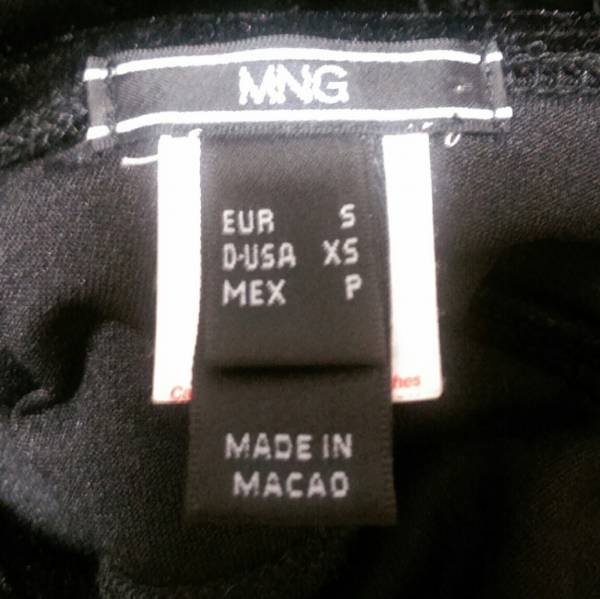 MNG
EUR S
D·USA XS
MEX P
MADE IN
MACAO